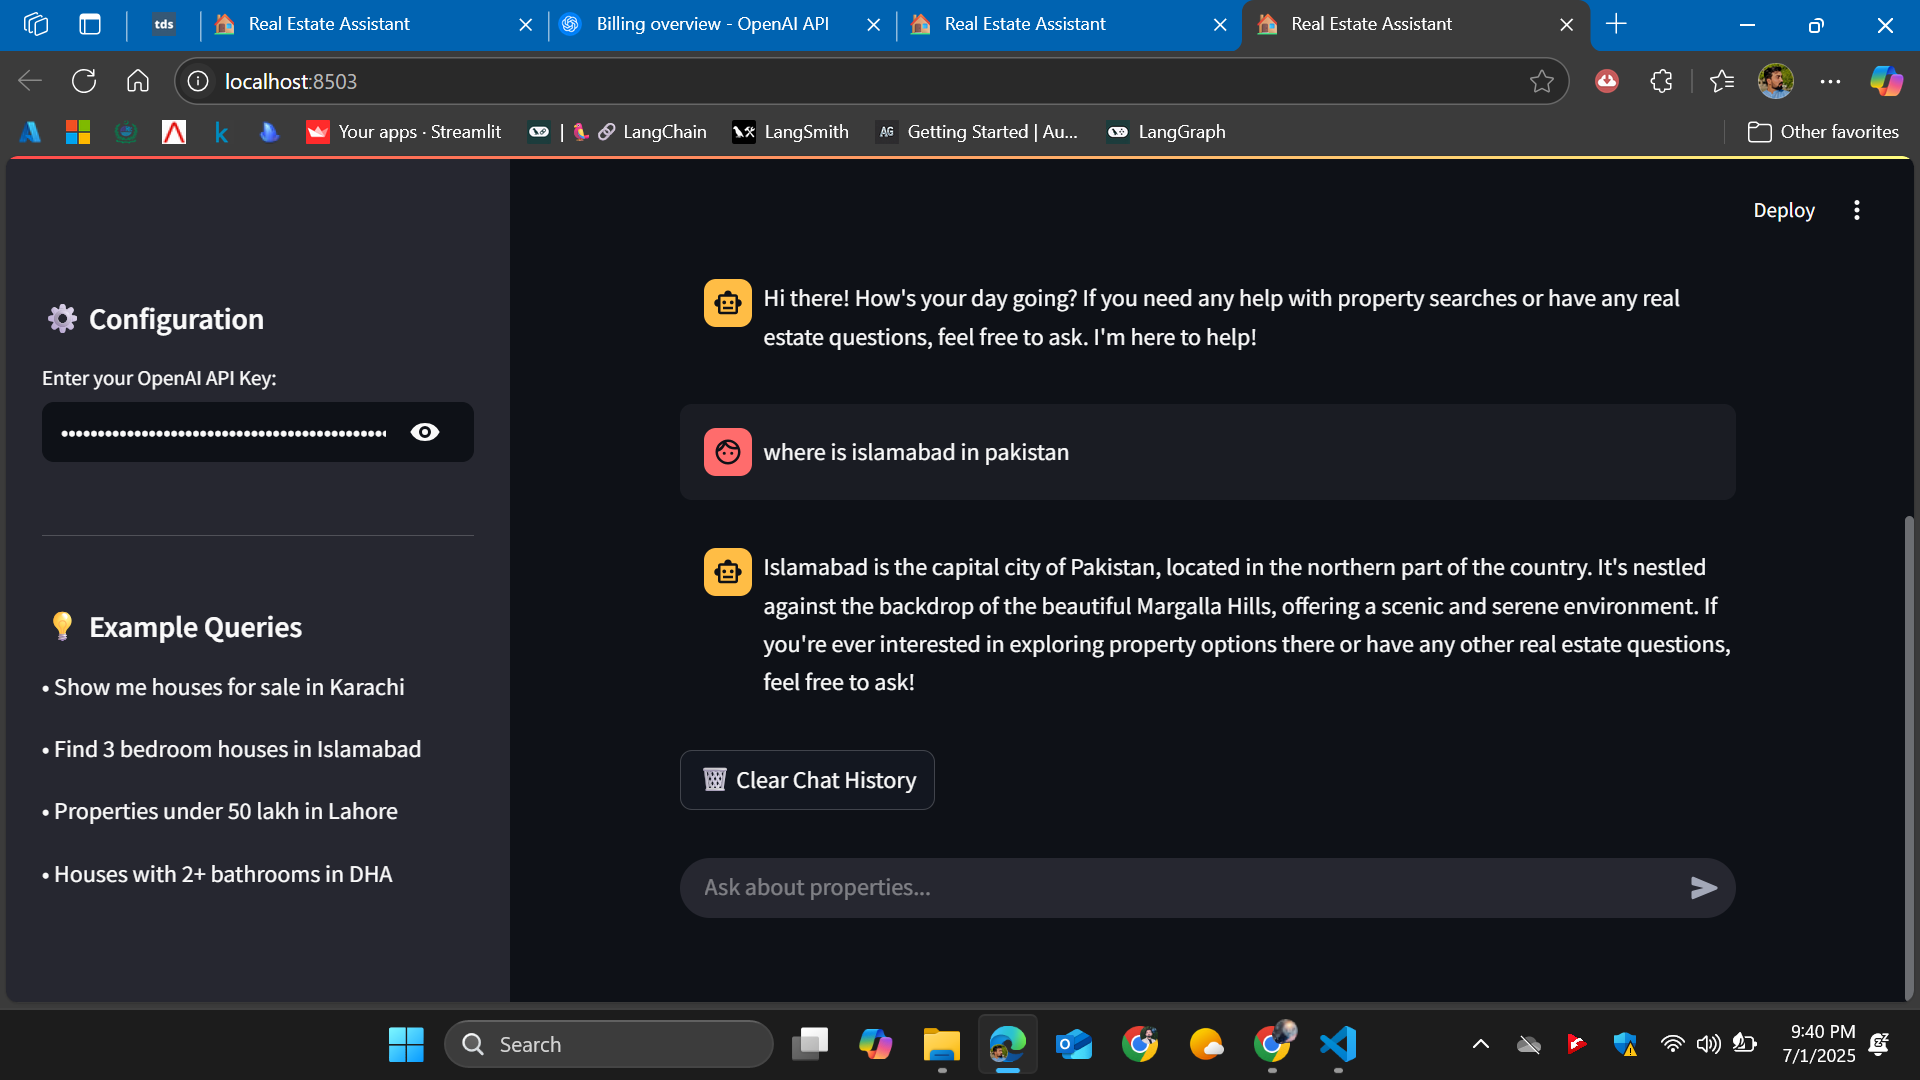 tds
Real Estate Assistant
Billing overview - OpenAI API
Real Estate Assistant
Real Estate Assistant
localhost:8503
Your apps · Streamlit
| LangChain
LangSmith
AG
Getting Started | Au...
LangGraph
Other favorites
Deploy
Configuration
Enter your OpenAI API Key:
Example Queries
• Show me houses for sale in Karachi
• Find 3 bedroom houses in Islamabad
• Properties under 50 lakh in Lahore
• Houses with 2+ bathrooms in DHA
Hi there! How's your day going? If you need any help with property searches or have any real
estate questions, feel free to ask. I'm here to help!
where is islamabad in pakistan
Islamabad is the capital city of Pakistan, located in the northern part of the country. It's nestled
against the backdrop of the beautiful Margalla Hills, offering a scenic and serene environment. If
you're ever interested in exploring property options there or have any other real estate questions,
feel free to ask!
Clear Chat History
Ask about properties...
Search
9:40 PM
7/1/2025